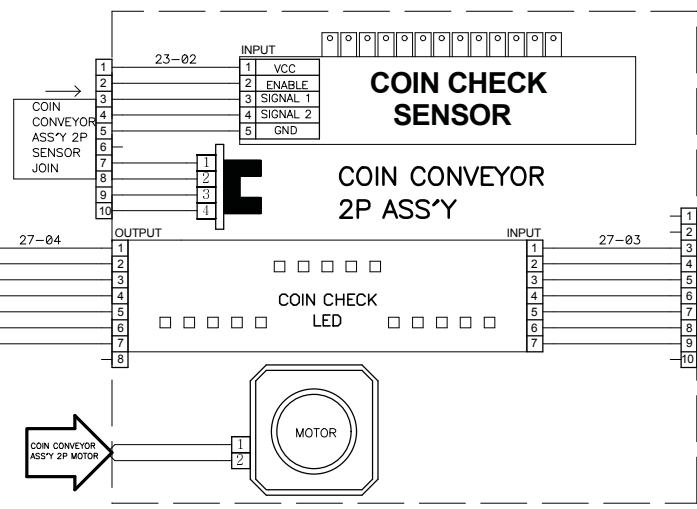 23-02
INPUT
1 VCC
2 ENABLE
3 SIGNAL 1
4 SIGNAL 2
5 GND
COIN CHECK
SENSOR
1
2
3
4
5
6
7
8
9
10
COIN
CONVEYOR
ASS'Y 2P
SENSOR
JOIN
1
2
3
4
COIN CONVEYOR
2P ASS'Y
27-04
OUTPUT
1
2
3
4
5
6
7
8
COIN CHECK
LED
INPUT
1
2
3
4
5
6
7
27-03
1
2
3
4
5
6
7
8
9
10
COIN CONVEYOR
ASS'Y 2P MOTOR
1
2
MOTOR